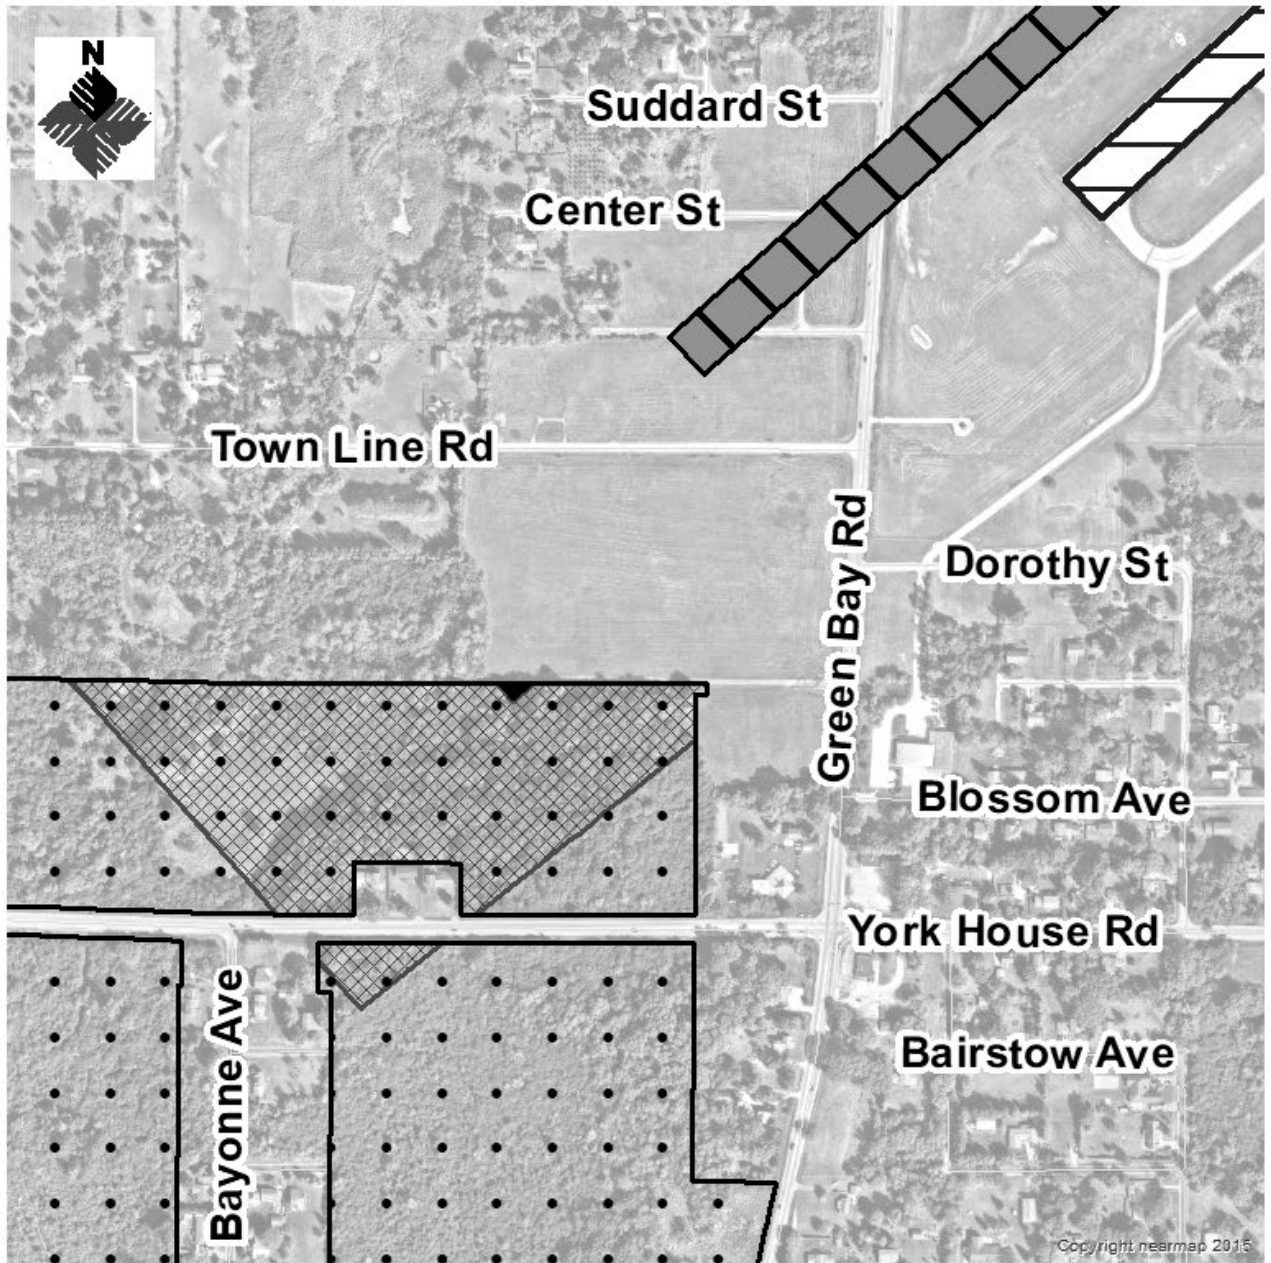 N
Suddard St
Center St
Town Line Rd
Green Bay Rd
Dorothy St
Blossom Ave
York House Rd
Bayonne Ave
Bairstow Ave
Copyright nearmap 2015